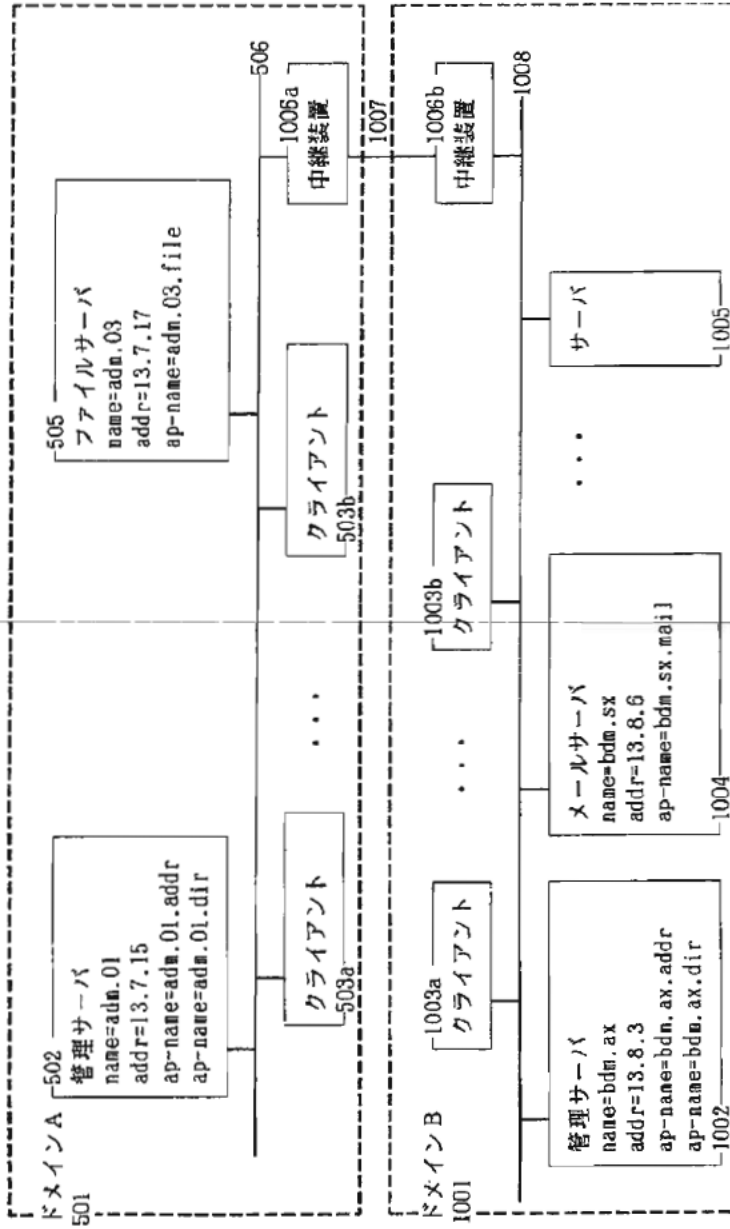 ドメインA
501
502
管理サーバ
name=adm.01
addr=13.7.15
ap-name=adm.01.addr
ap-name=adm.01.dir
505
ファイルサーバ
name=adm.03
addr=13.7.17
ap-name=adm.03.file
506
クライアント
503a
...
クライアント
503b
中継装置
1006a
1007
ドメインB
1001
1003a
クライアント
...
1003b
クライアント
1006b
中継装置
1008
管理サーバ
name=bdm.ax
addr=13.8.3
ap-name=bdm.ax.addr
ap-name=bdm.ax.dir
1002
メールサーバ
name=bdm.sx
addr=13.8.6
ap-name=bdm.sx.mail
1004
...
サーバ
1005